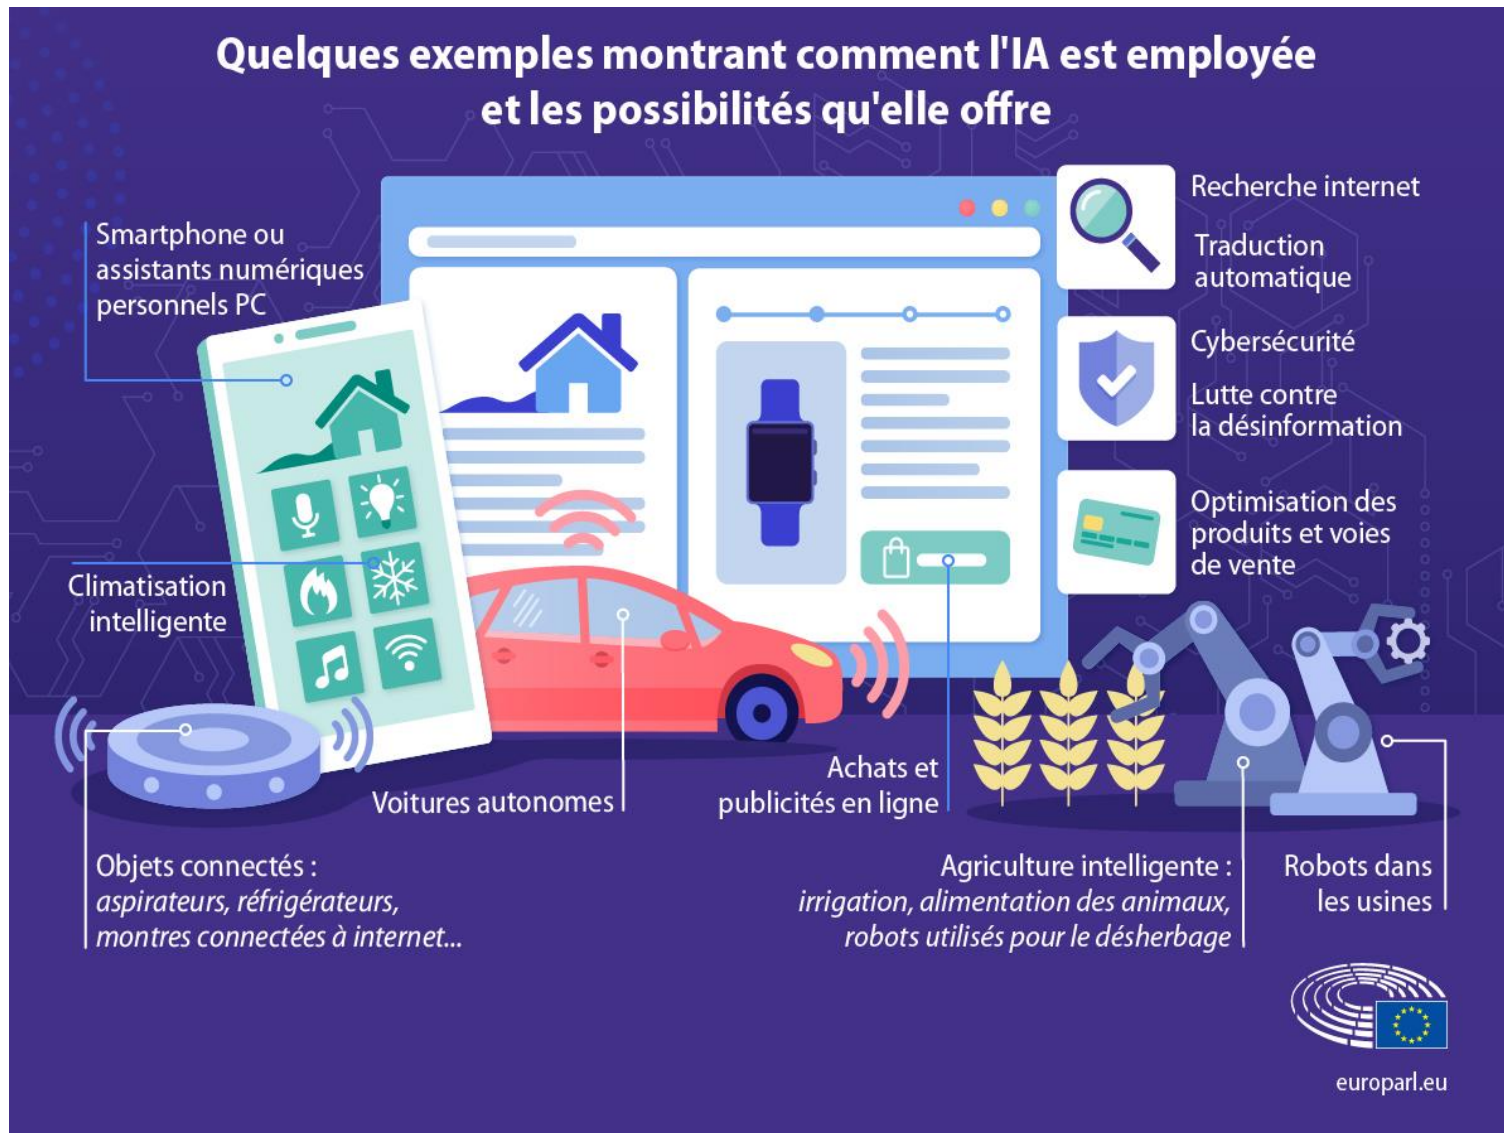 Quelques exemples montrant comment l'IA est employée
et les possibilités qu'elle offre
Smartphone ou
assistants numériques
personnels PC
Climatisation
intelligente
Recherche internet
Traduction
automatique
Cybersécurité
Lutte contre
la désinformation
Optimisation des
produits et voies
de vente
Voitures autonomes
Achats et
publicités en ligne
Objets connectés :
aspirateurs, réfrigérateurs,
montres connectées à internet...
Agriculture intelligente :
irrigation, alimentation des animaux,
robots utilisés pour le désherbage
Robots dans
les usines
europarl.eu